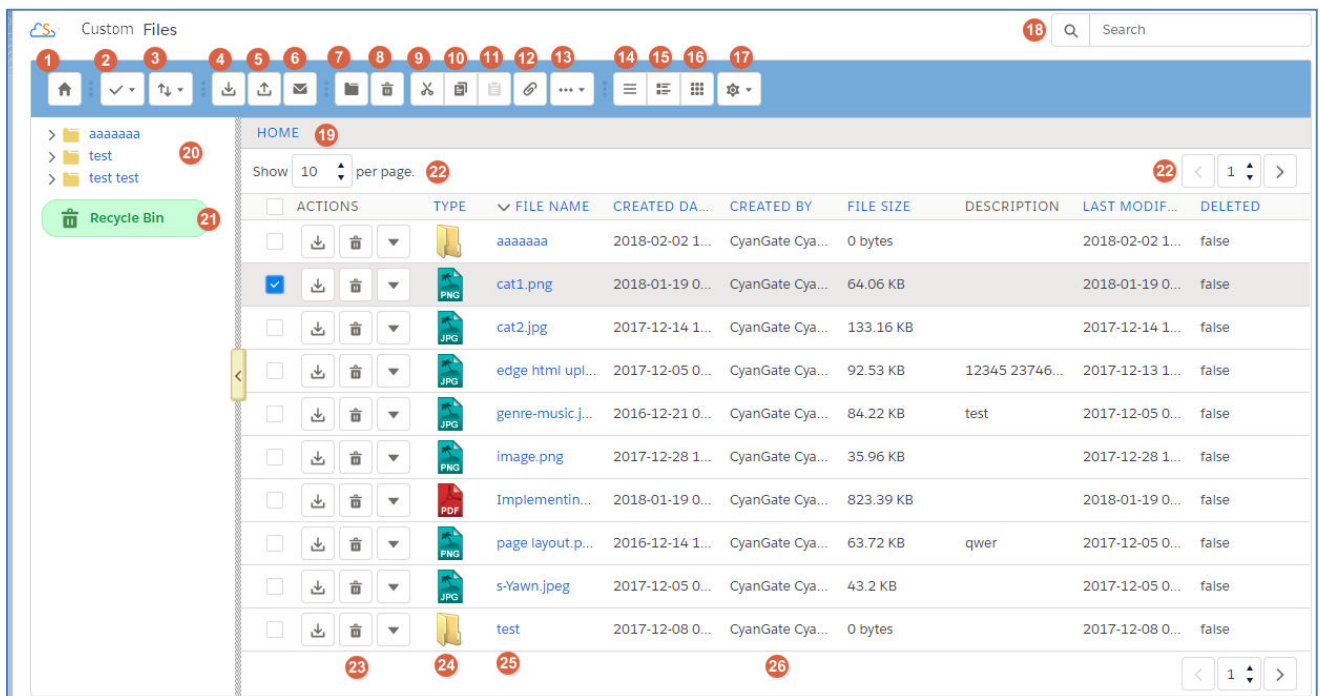 S Custom Files 18 Search
1 2 3 4 5 6 7 8 9 10 11 12 13 14 15 16 17
aaaaaaa 20 HOME 19
test
test test Show 10 per page. 22 22 1
Recycle Bin 21 ACTIONS TYPE FILE NAME CREATED DA... CREATED BY FILE SIZE DESCRIPTION LAST MODIF... DELETED
aaaaaaa 2018-02-02 1... CyanGate Cya... 0 bytes 2018-02-02 1... false
PNG cat1.png 2018-01-19 0... CyanGate Cya... 64.06 KB 2018-01-19 0... false
JPG cat2.jpg 2017-12-14 1... CyanGate Cya... 133.16 KB 2017-12-14 1... false
JPG edge html upl... 2017-12-05 0... CyanGate Cya... 92.53 KB 12345 23746... 2017-12-13 1... false
JPG genre-music.j... 2016-12-21 0... CyanGate Cya... 84.22 KB test 2017-12-05 0... false
PNG image.png 2017-12-28 1... CyanGate Cya... 35.96 KB 2017-12-28 1... false
PDF Implementin... 2018-01-19 0... CyanGate Cya... 823.39 KB 2018-01-19 0... false
PNG page layout.p... 2016-12-14 1... CyanGate Cya... 63.72 KB qwer 2017-12-05 0... false
JPG s-Yawn.jpeg 2017-12-05 0... CyanGate Cya... 43.2 KB 2017-12-05 0... false
test 2017-12-08 0... CyanGate Cya... 0 bytes 2017-12-08 0... false
23 24 25 26
1